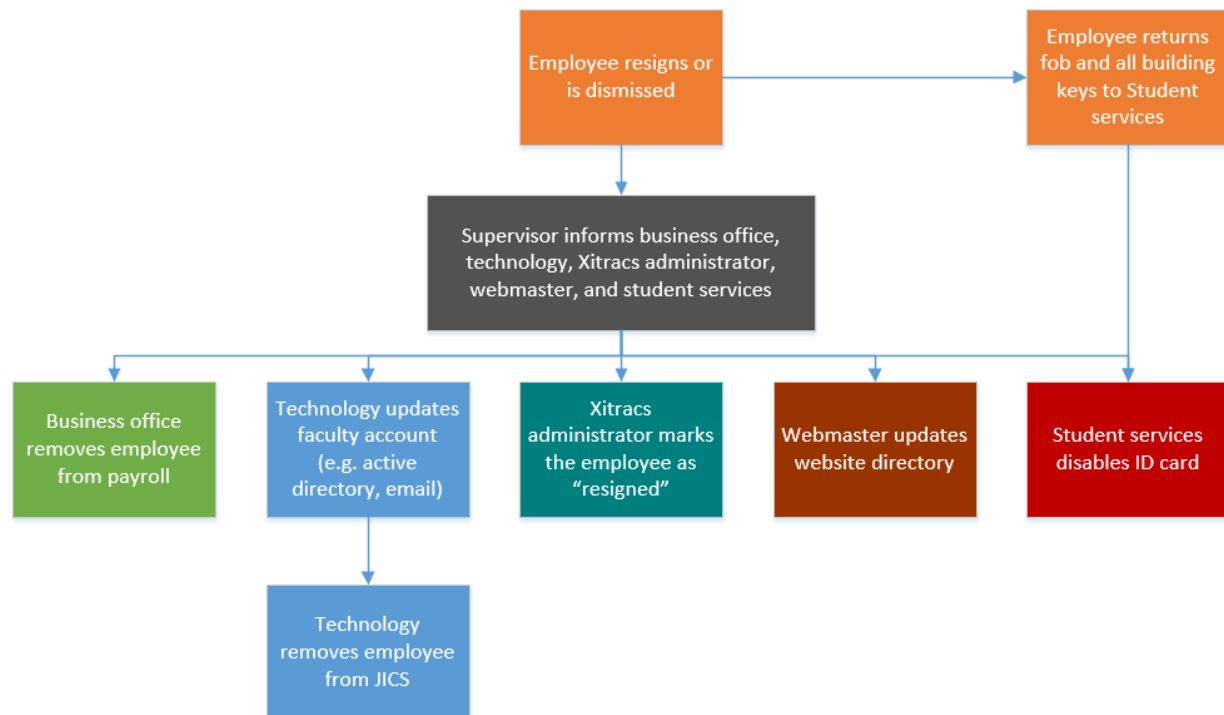 Employee resigns or
is dismissed
Employee returns
fob and all building
keys to Student
services
Supervisor informs business office,
technology, Xitracs administrator,
webmaster, and student services
Business office
removes employee
from payroll
Technology updates
faculty account
(e.g. active
directory, email)
Xitracs
administrator marks
the employee as
“resigned”
Webmaster updates
website directory
Student services
disables ID card
Technology
removes employee
from JICS